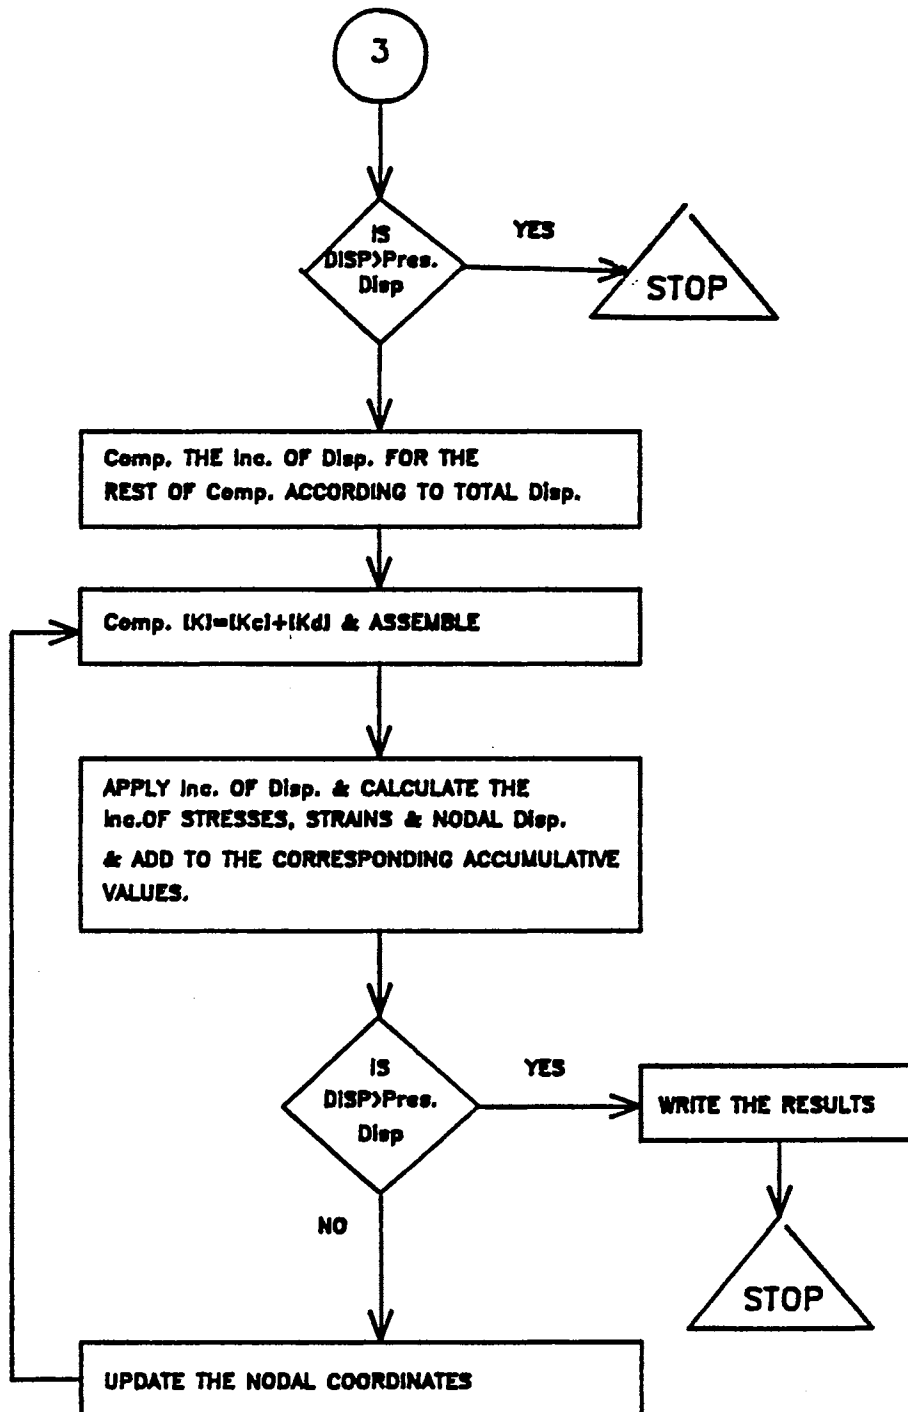 3
IS
DISP>Pres.
Disp
YES
STOP
Comp. THE Inc. OF Disp. FOR THE
REST OF Comp. ACCORDING TO TOTAL Disp.
Comp. [K]=[Kc]+[Kd] & ASSEMBLE
APPLY Inc. OF Disp. & CALCULATE THE
Inc.OF STRESSES, STRAINS & NODAL Disp.
& ADD TO THE CORRESPONDING ACCUMULATIVE
VALUES.
IS
DISP>Pres.
Disp
YES
WRITE THE RESULTS
NO
STOP
UPDATE THE NODAL COORDINATES